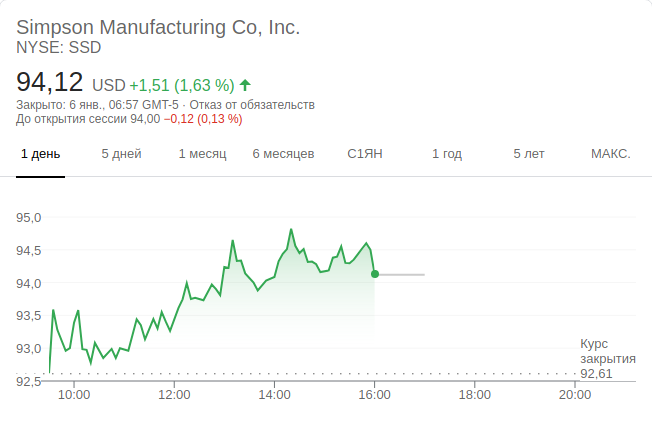 Simpson Manufacturing Co, Inc.
NYSE: SSD
94,12 USD +1,51 (1,63 %)
Закрыто: 6 янв., 06:57 GMT-5 · Отказ от обязательств
До открытия сессии 94,00 −0,12 (0,13 %)
1 день 5 дней 1 месяц 6 месяцев С1ЯН 1 год 5 лет МАКС.
95,0
94,5
94,0
93,5
93,0
Курс
закрытия
92,61
92,5
10:00 12:00 14:00 16:00 18:00 20:00